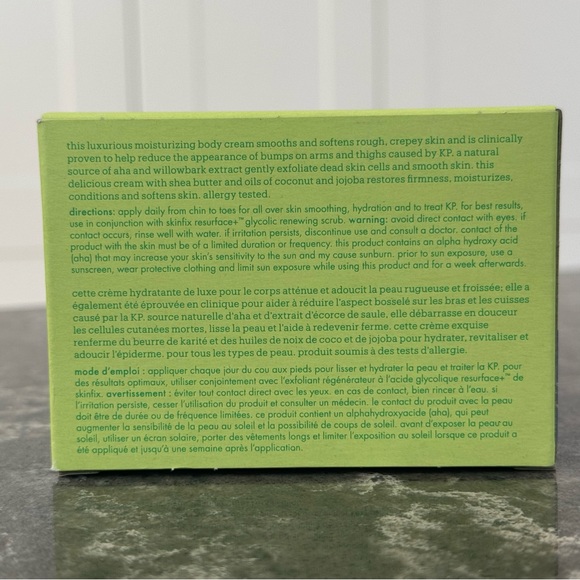 this luxurious moisturizing body cream smooths and softens rough, crepey skin and is clinically
proven to help reduce the appearance of bumps on arms and thighs caused by KP. a natural
source of aha and willowbark extract gently exfoliate dead skin cells and smooth skin. this
delicious cream with shea butter and oils of coconut and jojoba restores firmness, moisturizes,
conditions and softens skin. allergy tested.
directions: apply daily from chin to toes for all over skin smoothing, hydration and to treat KP. for best results,
use in conjunction with skinfix resurface+™ glycolic renewing scrub. warning: avoid direct contact with eyes. if
contact occurs, rinse well with water. if irritation persists, discontinue use and consult a doctor. contact of the
product with the skin must be of a limited duration or frequency. this product contains an alpha hydroxy acid
(aha) that may increase your skin's sensitivity to the sun and my cause sunburn. prior to sun exposure, use a
sunscreen, wear protective clothing and limit sun exposure while using this product and for a week afterwards.
cette crème hydratante de luxe pour le corps atténue et adoucit la peau rugueuse et froissée; elle a
également été éprouvée en clinique pour aider à réduire l'aspect bosselé sur les bras et les cuisses
causé par la KP. source naturelle d'aha et d'extrait d'écorce de saule, elle débarrasse en douceur
les cellules cutanées mortes, lisse la peau et l'aide à redevenir ferme. cette crème exquise
renferme du beurre de karité et des huiles de noix de coco et de jojoba pour hydrater, revitaliser et
adoucir l'épiderme. pour tous les types de peau. produit soumis à des tests d'allergie.
mode d'emploi : appliquer chaque jour du cou aux pieds pour lisser et hydrater la peau et traiter la KP. pour
des résultats optimaux, utiliser conjointement avec l'exfoliant régénérateur à l'acide glycolique resurface+™ de
skinfix. avertissement : éviter tout contact direct avec les yeux. en cas de contact, bien rincer à l'eau. si
l'irritation persiste, cesser l'utilisation du produit et consulter un médecin. le contact du produit avec la peau
doit être de durée ou de fréquence limitées. ce produit contient un alphahydroxyacide (aha), qui peut
augmenter la sensibilité de la peau au soleil et la possibilité de coups de soleil. avant d'exposer la peau au
soleil, utiliser un écran solaire, porter des vêtements longs et limiter l'exposition au soleil lorsque ce produit a
été appliqué et jusqu'à une semaine après l'application.